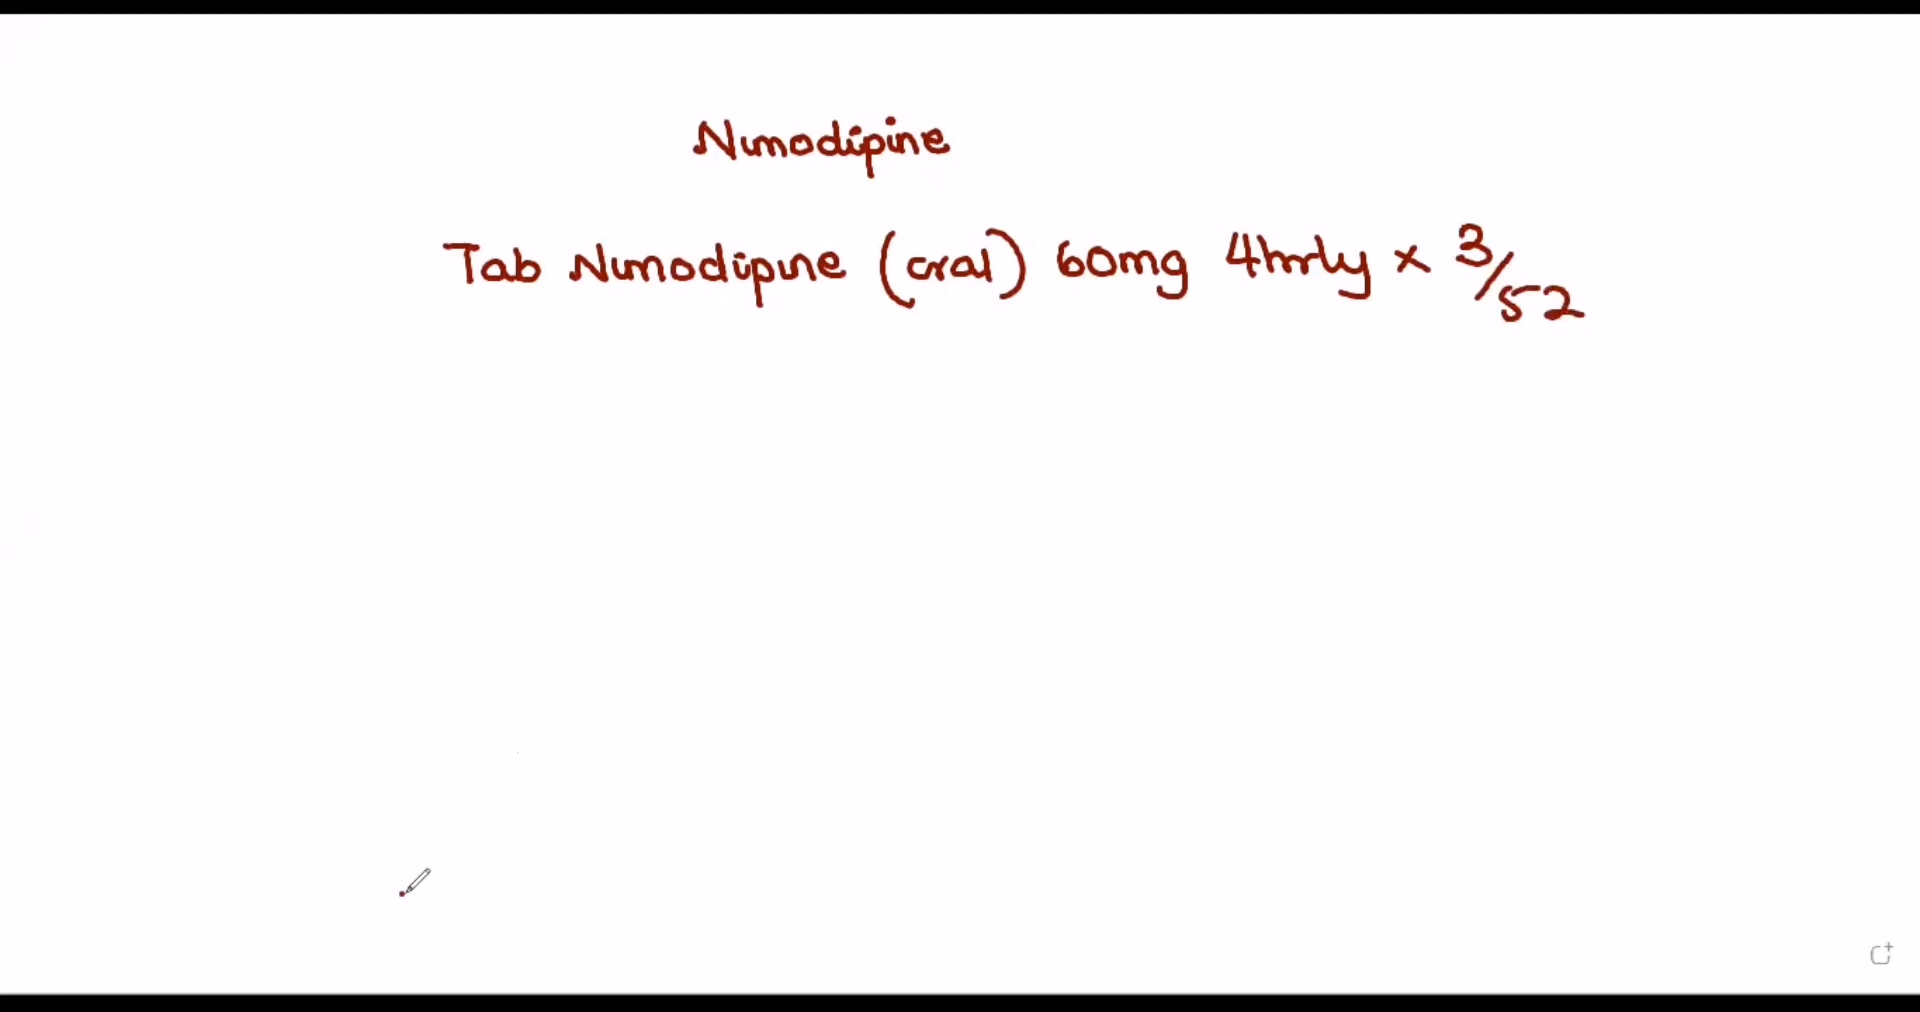 Nimodipine
Tab Nimodipine (oral) 60mg 4hrly × 3/52